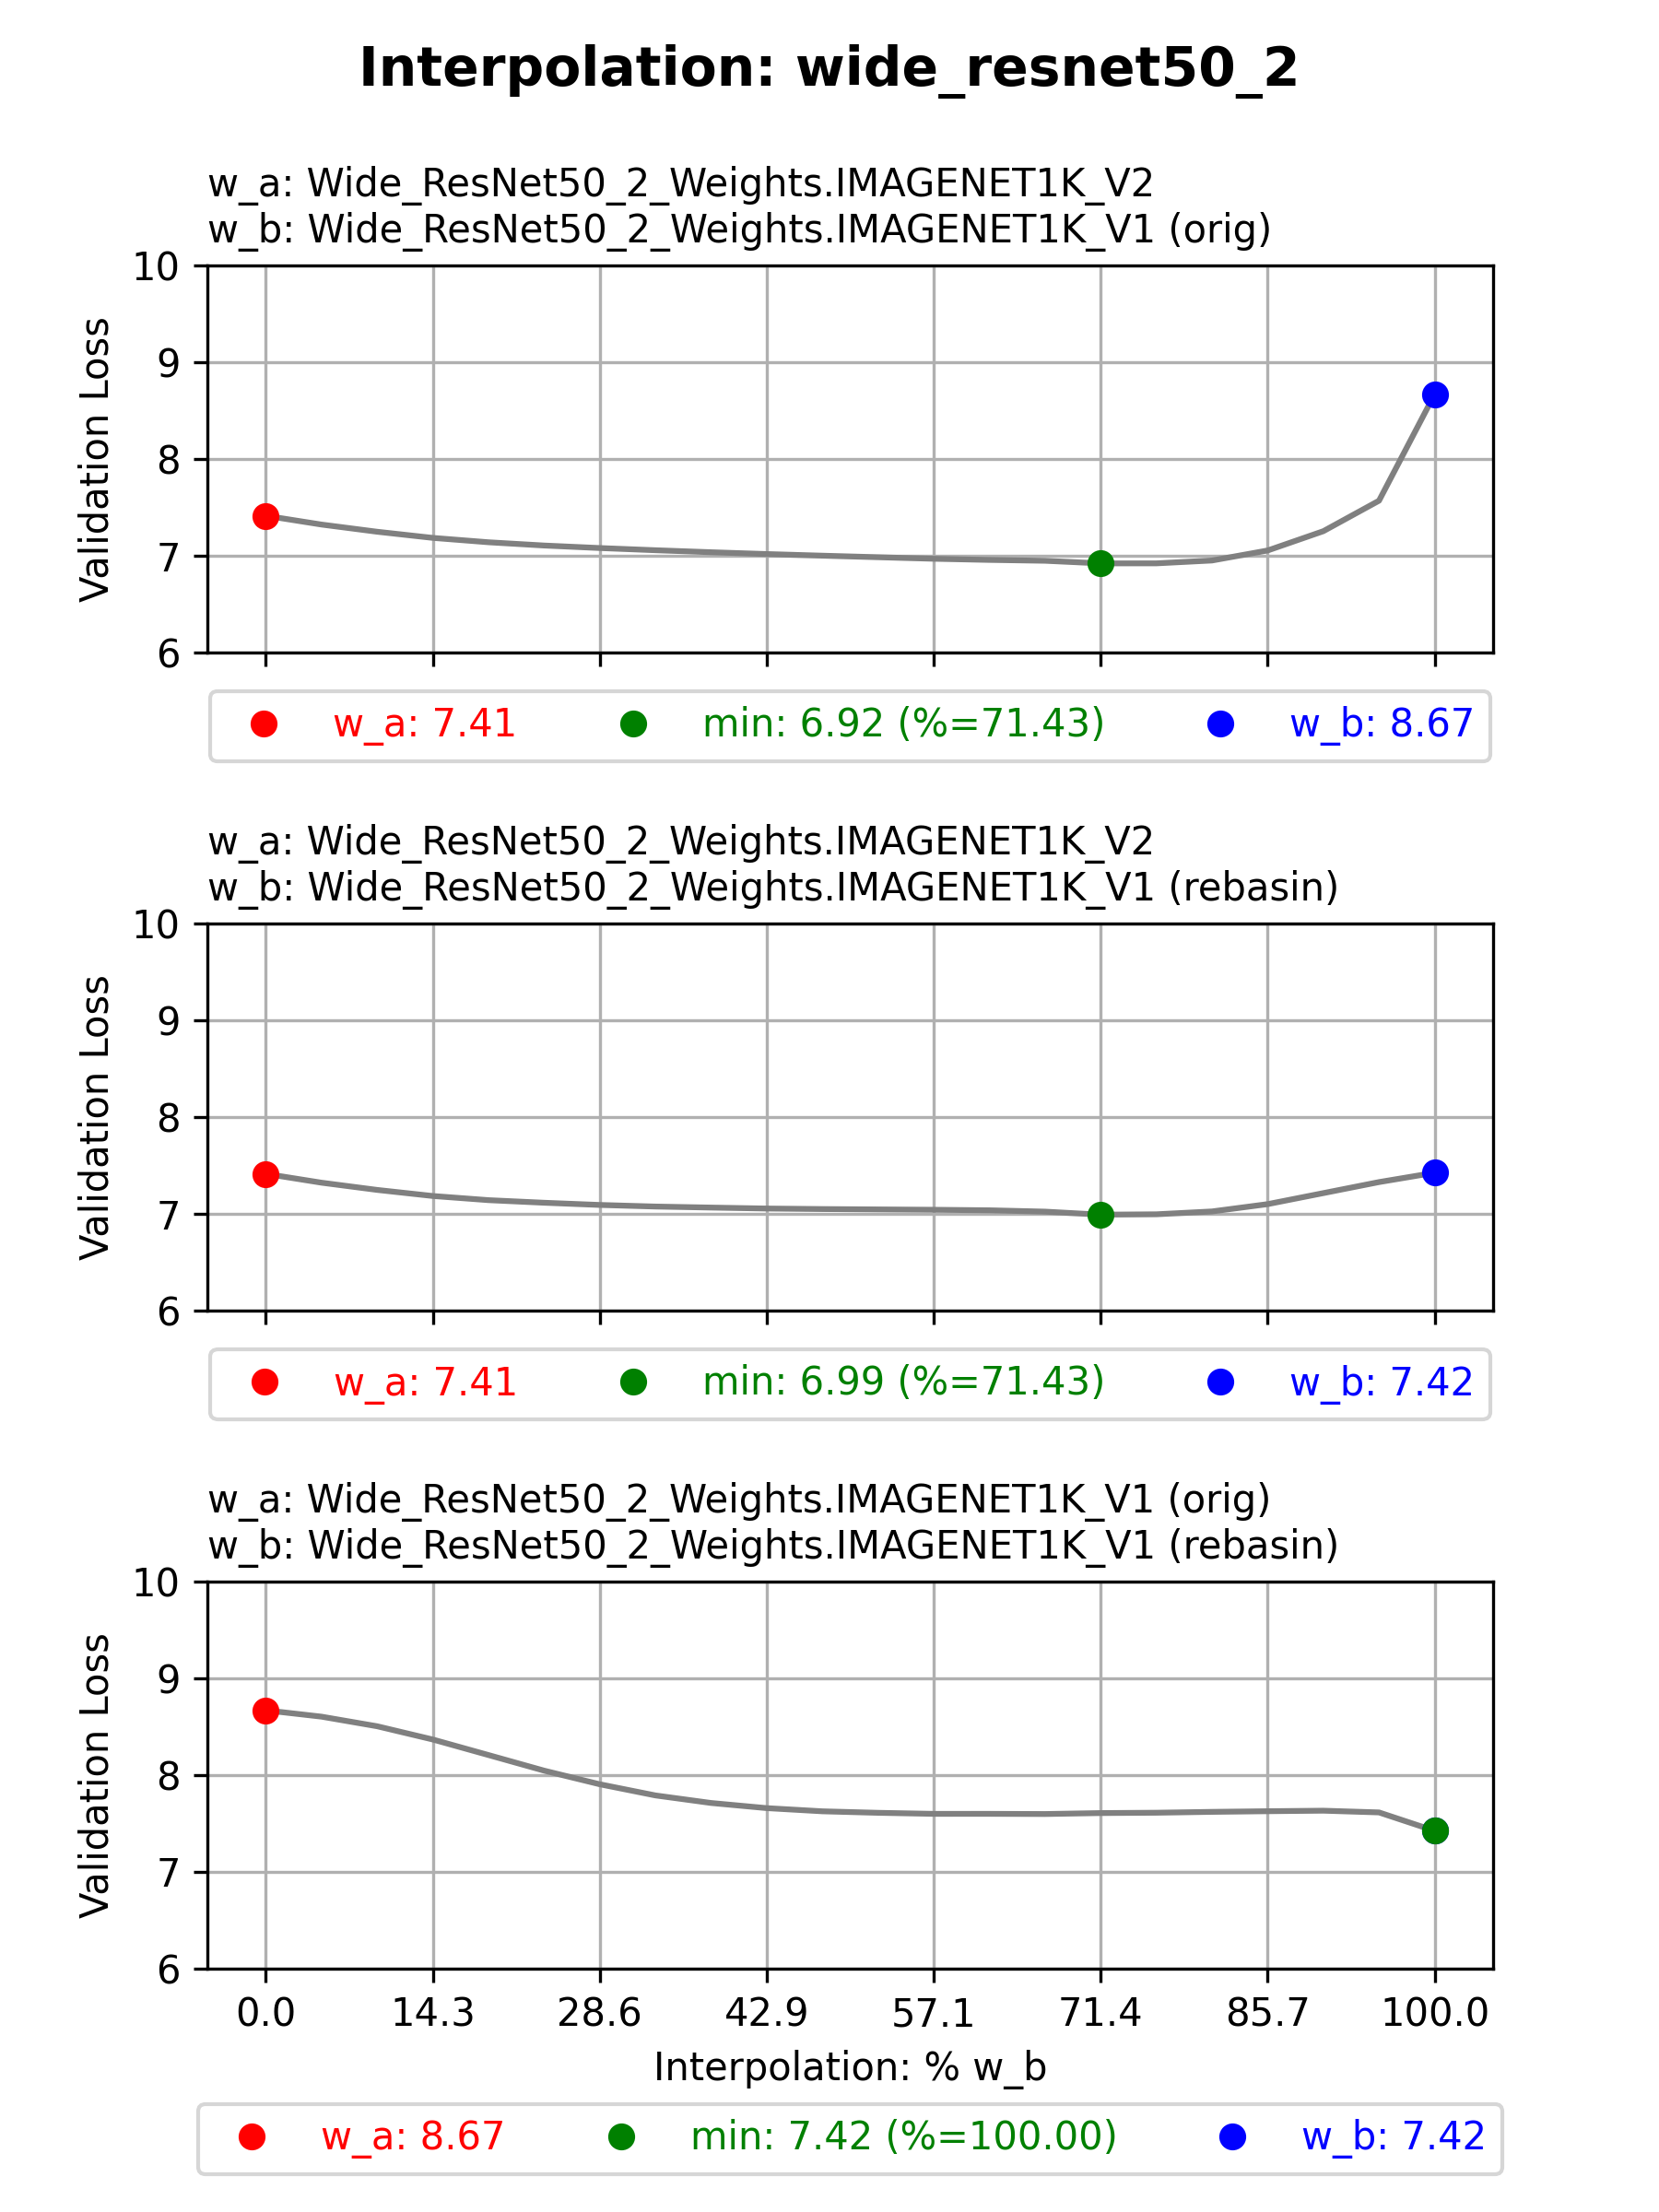 Interpolation: wide_resnet50_2
w_a: Wide_ResNet50_2_Weights.IMAGENET1K_V2
w_b: Wide_ResNet50_2_Weights.IMAGENET1K_V1 (orig)
10
9
8
7
6
Validation Loss
w_a: 7.41 min: 6.92 (%=71.43) w_b: 8.67
w_a: Wide_ResNet50_2_Weights.IMAGENET1K_V2
w_b: Wide_ResNet50_2_Weights.IMAGENET1K_V1 (rebasin)
10
9
8
7
6
Validation Loss
w_a: 7.41 min: 6.99 (%=71.43) w_b: 7.42
w_a: Wide_ResNet50_2_Weights.IMAGENET1K_V1 (orig)
w_b: Wide_ResNet50_2_Weights.IMAGENET1K_V1 (rebasin)
10
9
8
7
6
Validation Loss
0.0 14.3 28.6 42.9 57.1 71.4 85.7 100.0
Interpolation: % w_b
w_a: 8.67 min: 7.42 (%=100.00) w_b: 7.42